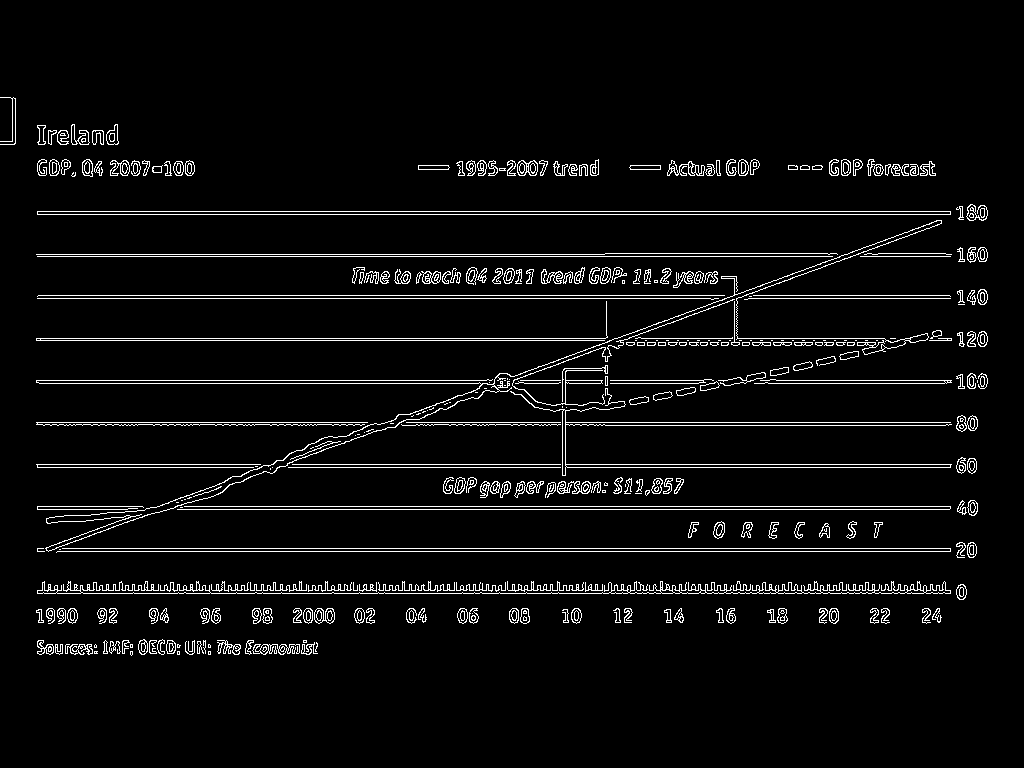 Ireland
GDP, Q4 2007=100
1995-2007 trend
Actual GDP
GDP forecast
180
160
Time to reach Q4 2011 trend GDP: 11.2 years
140
120
100
80
60
GDP gap per person: $11,857
40
FORECAST
20
0
1990 92 94 96 98 2000 02 04 06 08 10 12 14 16 18 20 22 24
Sources: IMF; OECD; UN; The Economist